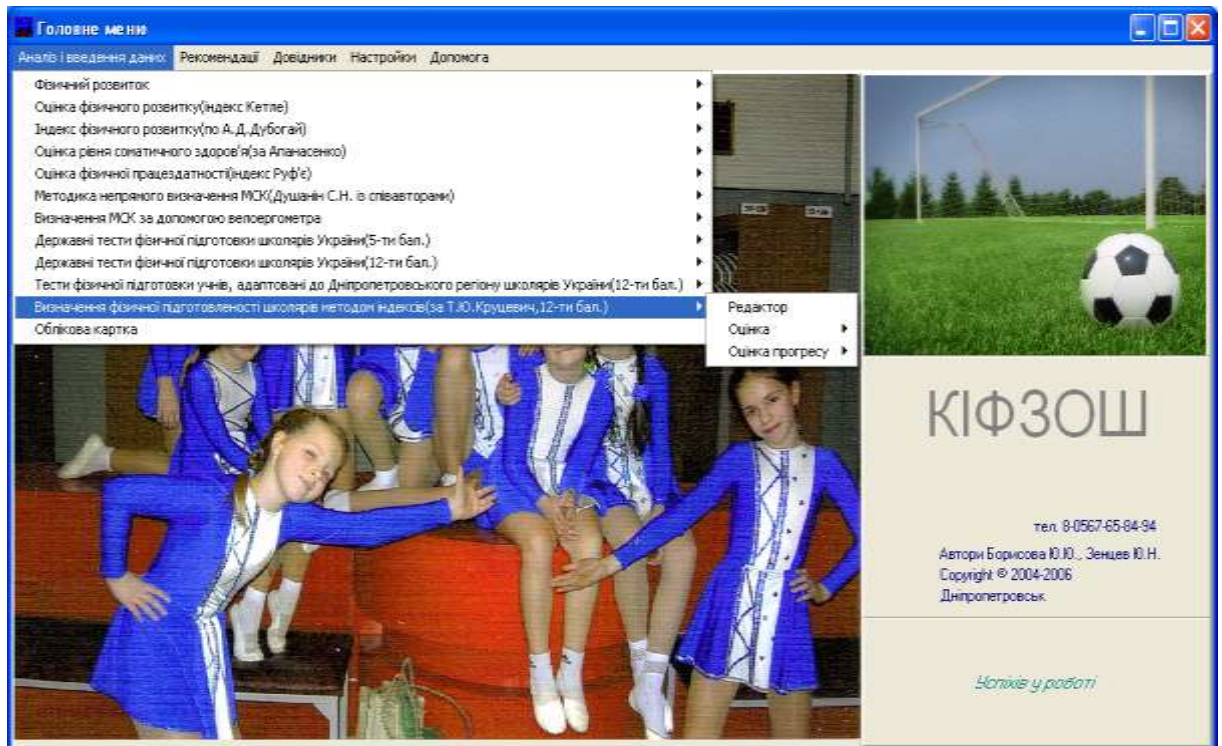 Головне меню
Аналіз і введення даних Рекомендації Довідники Настройки Допомога
Фізичний розвиток
Оцінка фізичного розвитку(індекс Кетле)
Індекс фізичного розвитку(по А.Д.Дубогай)
Оцінка рівня соматичного здоров'я(за Апанасенко)
Оцінка фізичної працездатності(індекс Руф'є)
Методика непрямого визначення МСК(Душанін С.Н. із співавторами)
Визначення МСК за допомогою велоергометра
Державні тести фізичної підготовки школярів України(5-ти бал.)
Державні тести фізичної підготовки школярів України(12-ти бал.)
Тести фізичної підготовки учнів, адаптовані до Дніпропетровського регіону школярів України(12-ти бал.)
Визначення фізичної підготовленості школярів методом індексів(за Т.Ю.Круцевич,12-ти бал.)
Облікова картка
Редактор
Оцінка
Оцінка прогресу
КІФЗОШ
тел. 8-0567-65-84-94
Автори Борисова Ю.Ю., Зенцев Ю.Н.
Copyright © 2004-2006
Дніпропетровськ
Успіхів у роботі